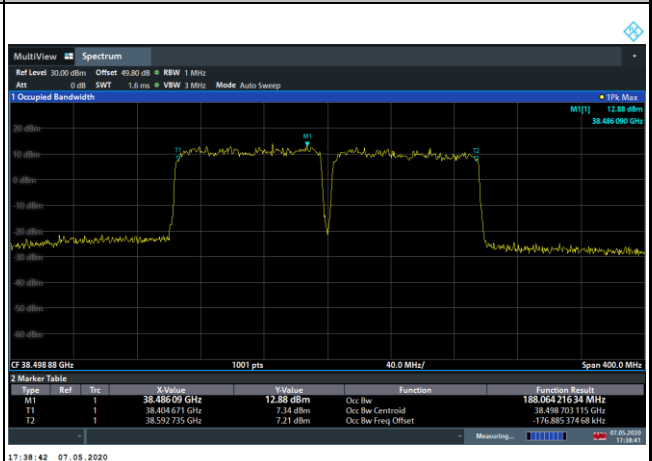 MultiView Spectrum
Ref Level 30.00 dBm Offset 49.80 dB RBW 1 MHz
Att 0 dB SWT 1.6 ms VBW 3 MHz Mode Auto Sweep
1 Occupied Bandwidth 1Pk Max
M1[1] 12.88 dBm
38.486 090 GHz
20 dBm
M1
T1 T2
10 dBm
0 dBm
-10 dBm
-20 dBm
-30 dBm
-40 dBm
-50 dBm
-60 dBm
CF 38.498 88 GHz 1001 pts 40.0 MHz/ Span 400.0 MHz
2 Marker Table
Type Ref Trc X-Value Y-Value Function Function Result
M1 1 38.486 09 GHz 12.88 dBm Occ Bw 188.064 216 34 MHz
T1 1 38.404 671 GHz 7.34 dBm Occ Bw Centroid 38.498 703 115 GHz
T2 1 38.592 735 GHz 7.21 dBm Occ Bw Freq Offset -176.885 374 68 kHz
Measuring... 07.05.2020
17:38:41
17:38:42 07.05.2020